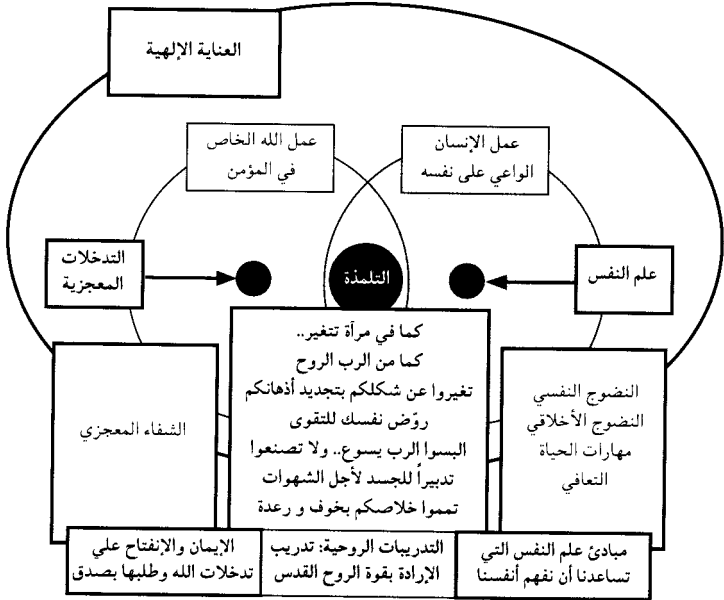 العناية الإلهية
عمل الله الخاص
في المؤمن
عمل الإنسان
الواعي على نفسه
التدخلات
المعجزية
التلمذة
علم النفس
كما في مرآة تتغير..
كما من الرب الروح
تغيروا عن شكلكم بتجديد أذهانكم
روّض نفسك للتقوى
البسوا الرب يسوع.. ولا تصنعوا
تدبيراً للجسد لأجل الشهوات
تمموا خلاصكم بخوف و رعدة
الشفاء المعجزي
النضوج النفسي
النضوج الأخلاقي
مهارات الحياة
التعافي
الإيمان والإنفتاح علي
تدخلات الله وطلبها بصدق
التدريبات الروحية: تدريب
الإرادة بقوة الروح القدس
مبادئ علم النفس التي
تساعدنا أن نفهم أنفسنا